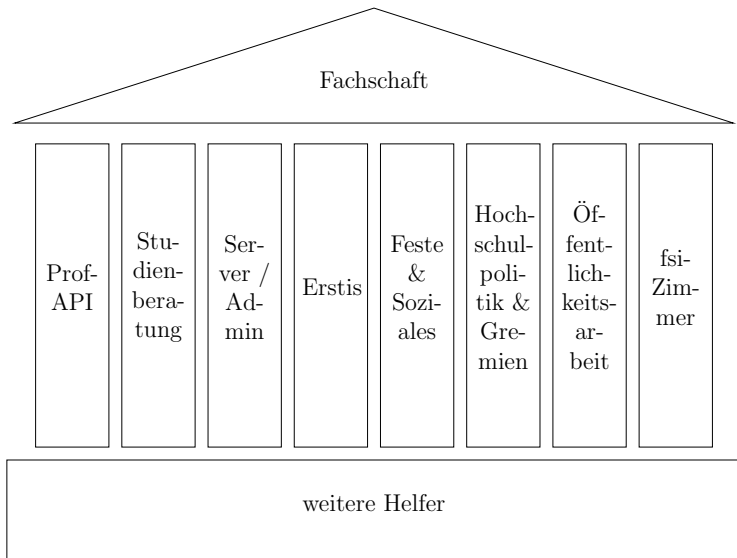 Fachschaft
Prof-
API
Stu-
dien-
bera-
tung
Ser-
ver /
Ad-
min
Erstis
Feste
&
Sozi-
ales
Hoch-
schul-
poli-
tik &
Gre-
mien
Öf-
fent-
lich-
keits-
ar-
beit
fsi-
Zim-
mer
weitere Helfer